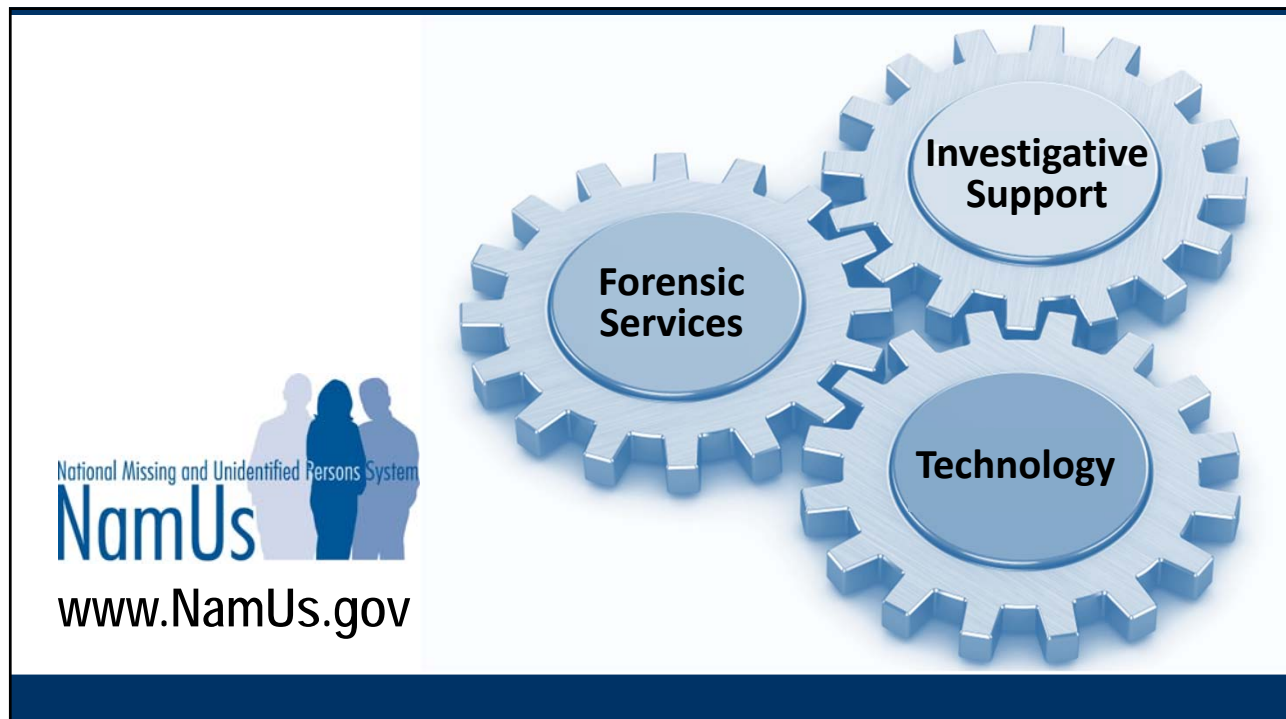 National Missing and Unidentified Persons System
NamUs
www.NamUs.gov
Forensic
Services
Investigative
Support
Technology